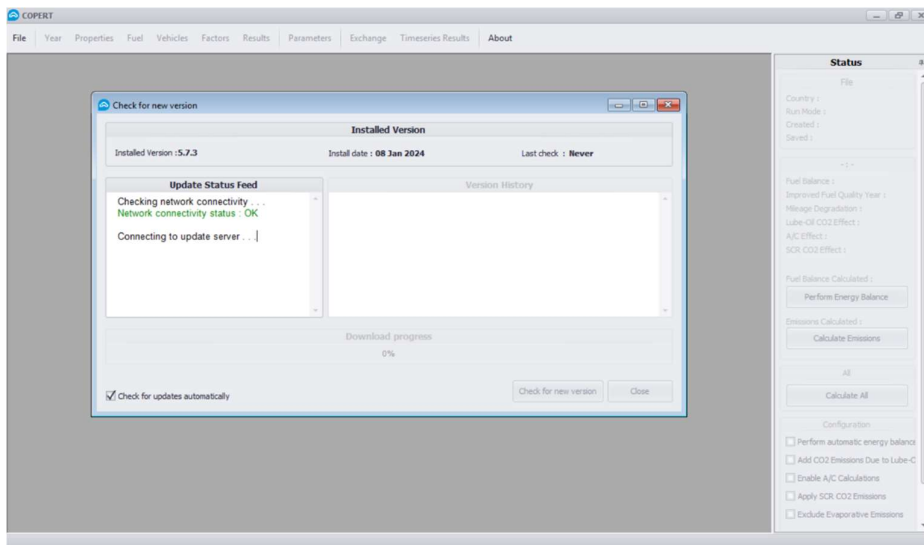 COPERT
File Year Properties Fuel Vehicles Factors Results Parameters Exchange Timeseries Results About
Check for new version
Installed Version
Installed Version :5.7.3 Install date : 08 Jan 2024 Last check : Never
Update Status Feed
Checking network connectivity . . .
Network connectivity status : OK
Connecting to update server . . .
Version History
Download progress
0%
Check for updates automatically
Check for new version
Close
Status
File
Country :
Run Mode :
Created :
Saved :
- : -
Fuel Balance :
Improved Fuel Quality Year :
Mileage Degradation :
Lube-Oil CO2 Effect :
A/C Effect :
SCR CO2 Effect :
Fuel Balance Calculated :
Perform Energy Balance
Emissions Calculated :
Calculate Emissions
All
Calculate All
Configuration
Perform automatic energy balance
Add CO2 Emissions Due to Lube-O
Enable A/C Calculations
Apply SCR CO2 Emissions
Exclude Evaporative Emissions